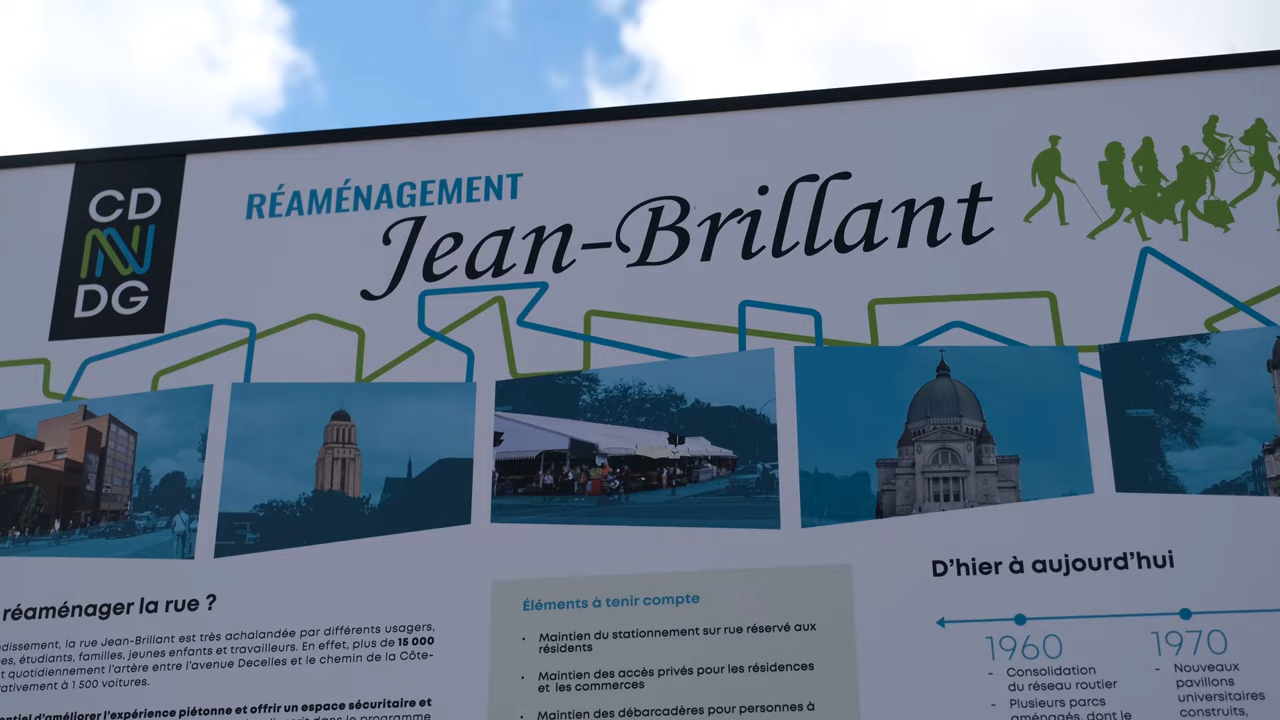 CD
N
DG
RÉAMÉNAGEMENT
Jean-Brillant
réaménager la rue ?
la rue Jean-Brillant est très achalandée par différents usagers,
étudiants, familles, jeunes enfants et travailleurs. En effet, plus de 15 000
quotidiennement l'artère entre l'avenue Decelles et le chemin de la Côte-
à 1 500 voitures.
d'améliorer l'expérience piétonne et offrir un espace sécuritaire et
dans le programme
Éléments à tenir compte
• Maintien du stationnement sur rue réservé aux
résidents
• Maintien des accès privés pour les résidences
et les commerces
• Maintien des débarcadères pour personnes à
D'hier à aujourd'hui
1960
- Consolidation
du réseau routier
- Plusieurs parcs
aménagés, dont le
1970
- Nouveaux
pavillons
universitaires
construits,